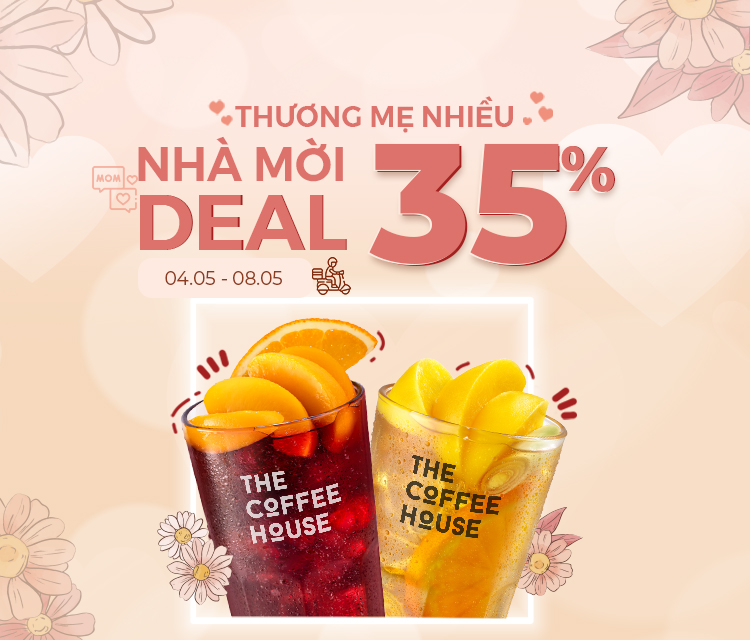 THƯƠNG MẸ NHIỀU
NHÀ MỜI
DEAL
35%
MOM
04.05 - 08.05
THE
COFFEE
HOUSE
THE
COFFEE
HOUSE